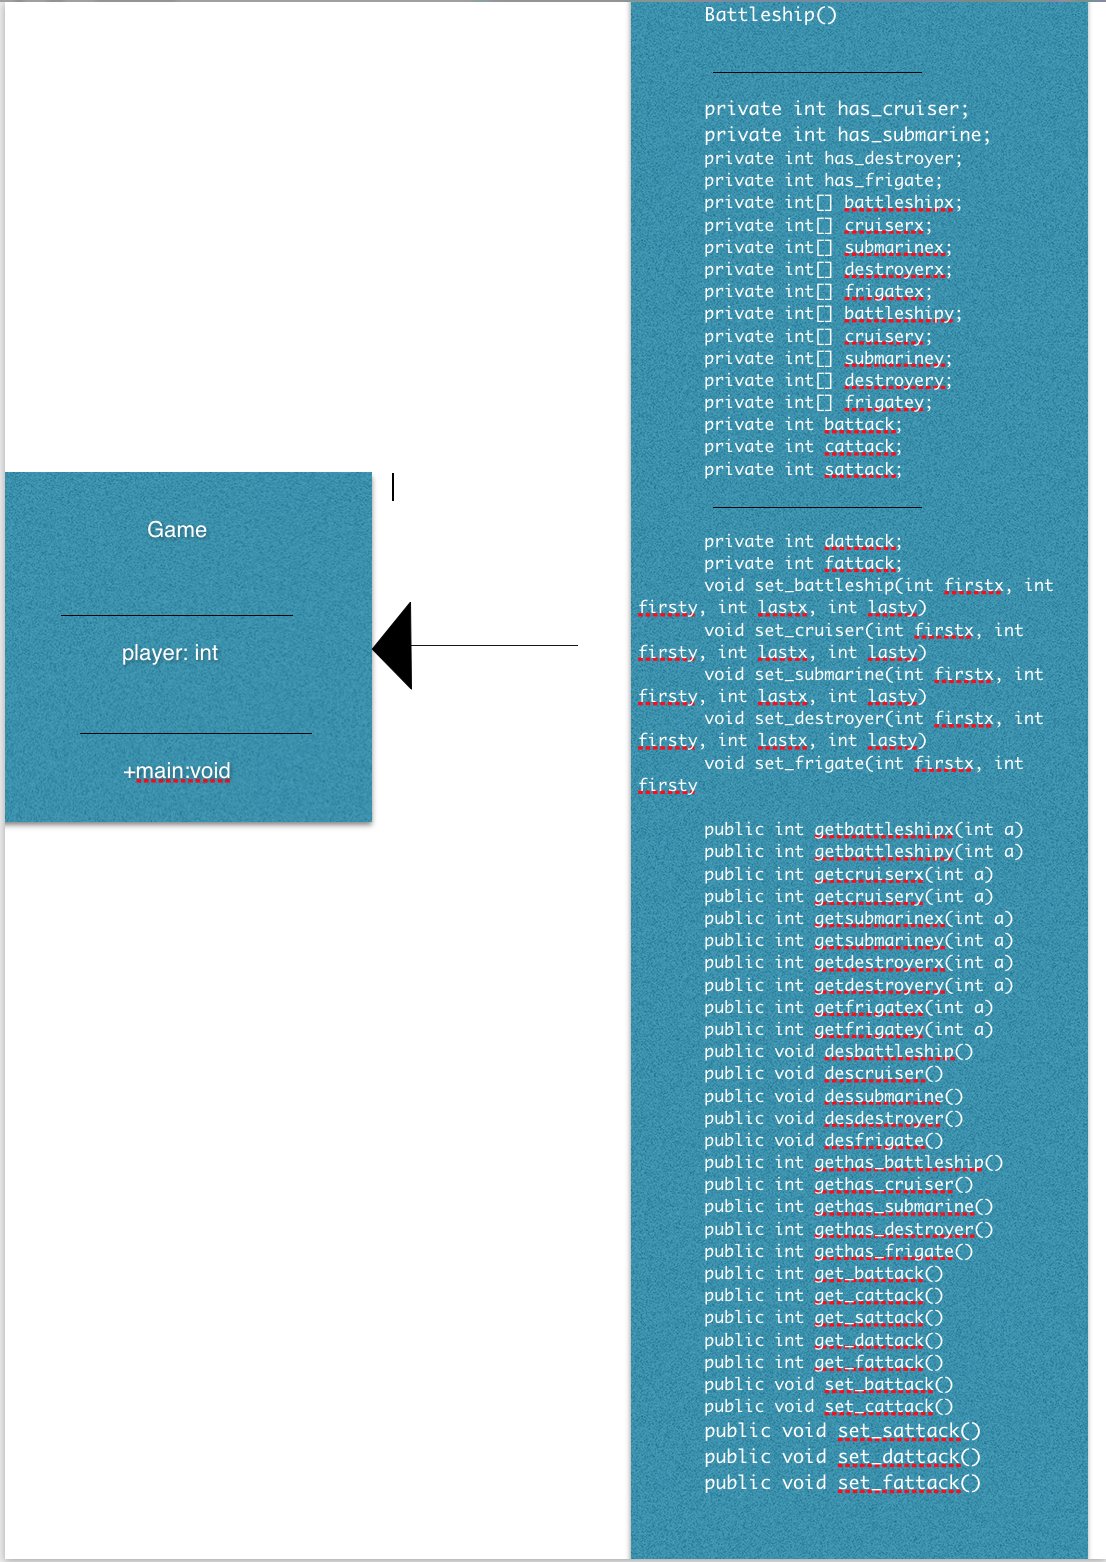 Game
player: int
+main:void
Battleship()
private int has_cruiser;
private int has_submarine;
private int has_destroyer;
private int has_frigate;
private int[] battleshipx;
private int[] cruiserx;
private int[] submarinex;
private int[] destroyerx;
private int[] frigatex;
private int[] battleshipy;
private int[] cruisery;
private int[] submariney;
private int[] destroyery;
private int[] frigatey;
private int battack;
private int cattack;
private int sattack;
private int dattack;
private int fattack;
void set_battleship(int firstx, int
firsty, int lastx, int lasty)
void set_cruiser(int firstx, int
firsty, int lastx, int lasty)
void set_submarine(int firstx, int
firsty, int lastx, int lasty)
void set_destroyer(int firstx, int
firsty, int lastx, int lasty)
void set_frigate(int firstx, int
firsty
public int getbattleshipx(int a)
public int getbattleshipy(int a)
public int getcruiserx(int a)
public int getcruisery(int a)
public int getsubmarinex(int a)
public int getsubmariney(int a)
public int getdestroyerx(int a)
public int getdestroyery(int a)
public int getfrigatex(int a)
public int getfrigatey(int a)
public void desbattleship()
public void descruiser()
public void dessubmarine()
public void desdestroyer()
public void desfrigate()
public int gethas_battleship()
public int gethas_cruiser()
public int gethas_submarine()
public int gethas_destroyer()
public int gethas_frigate()
public int get_battack()
public int get_cattack()
public int get_sattack()
public int get_dattack()
public int get_fattack()
public void set_battack()
public void set_cattack()
public void set_sattack()
public void set_dattack()
public void set_fattack()